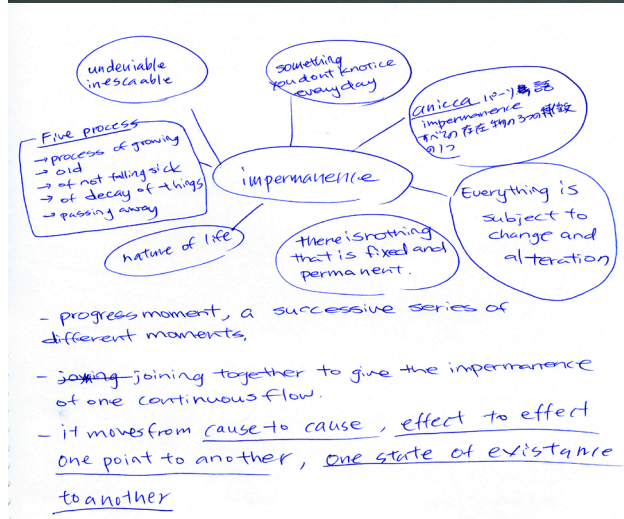 undeniable
inescaable
something
you dont knotice
everyday
anicca パーリ語
impermanence
すべての存在物の3つの特徴
の1つ
Five process
→ process of growing
→ old
→ of not falling sick
→ of decay of things
→ passing away
impermanence
Everything is
subject to
change and
alteration
nature of life
there is nothing
that is fixed and
permanent.
- progress moment, a successive series of
different moments,
- joining together to give the impermanence
of one continuous flow.
- it moves from cause to cause, effect to effect
one point to another, one state of existance
to another